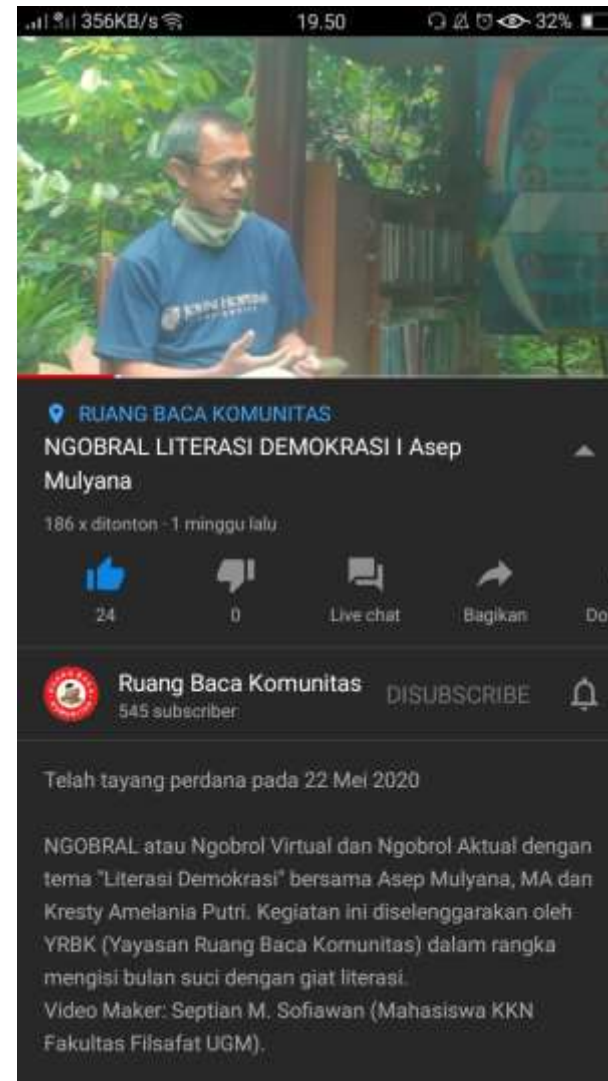 356KB/s 19.50 32%
RUANG BACA KOMUNITAS
NGOBRAL LITERASI DEMOKRASI I Asep
Mulyana
186 x ditonton · 1 minggu lalu
24 0 Live chat Bagikan Do
Ruang Baca Komunitas DISUBSCRIBE
545 subscriber
Telah tayang perdana pada 22 Mei 2020
NGOBRAL atau Ngobrol Virtual dan Ngobrol Aktual dengan
tema "Literasi Demokrasi" bersama Asep Mulyana, MA dan
Kresty Amelania Putri. Kegiatan ini diselenggarakan oleh
YRBK (Yayasan Ruang Baca Komunitas) dalam rangka
mengisi bulan suci dengan giat literasi.
Video Maker: Septian M. Sofiawan (Mahasiswa KKN
Fakultas Filsafat UGM).